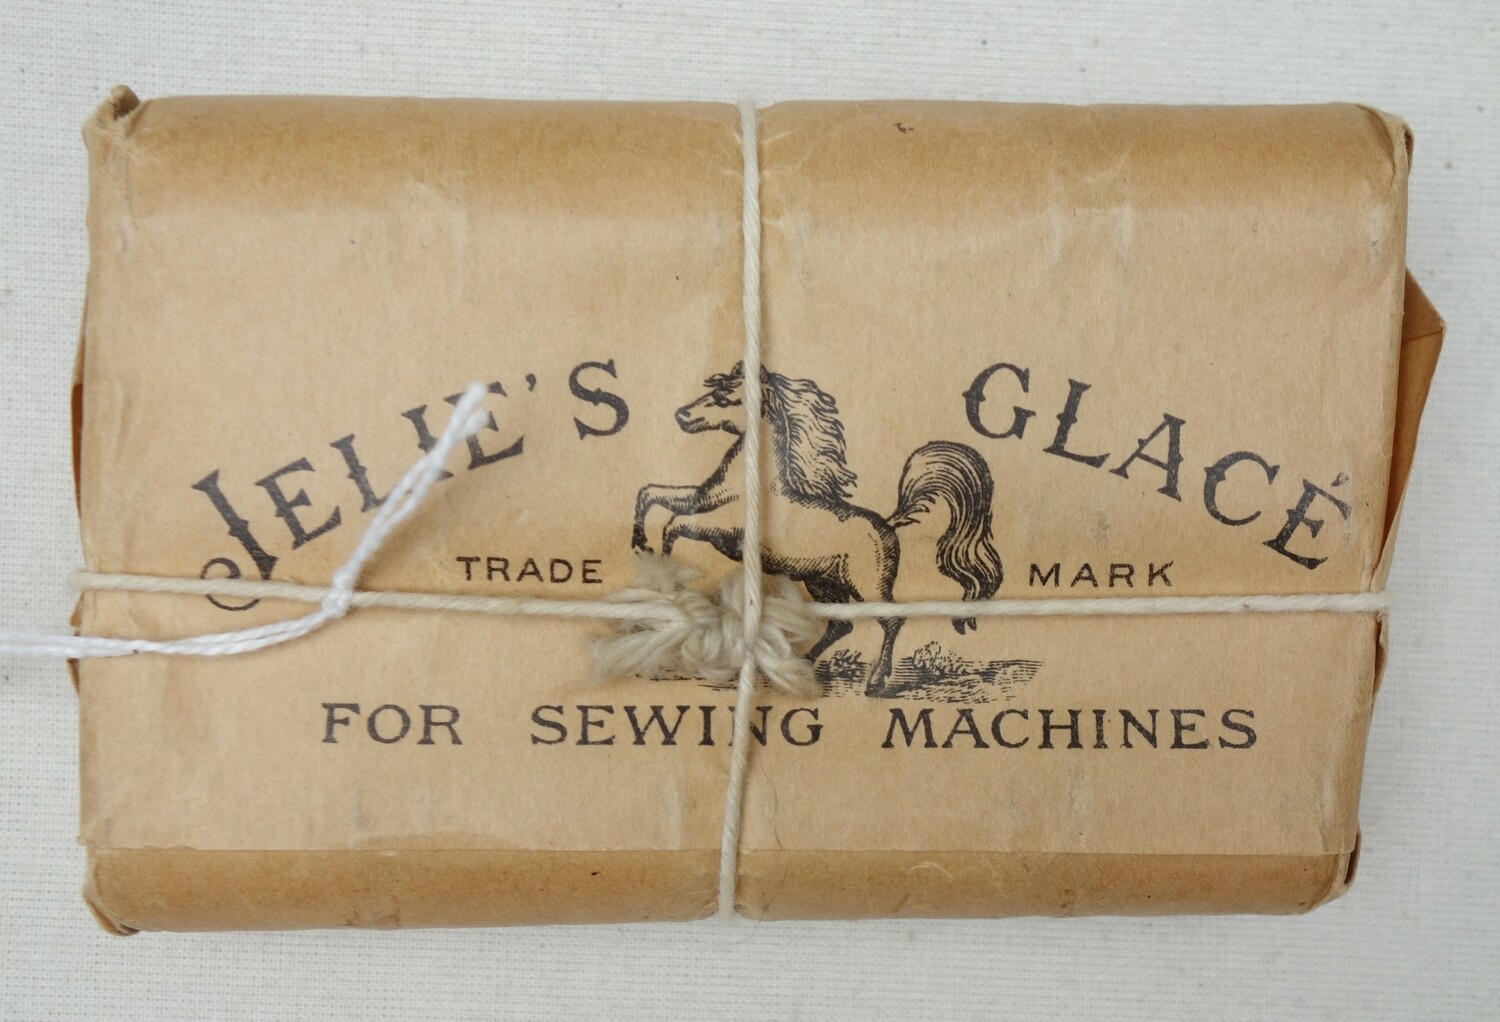 JELIE'S GLACÉ
TRADE MARK
FOR SEWING MACHINES